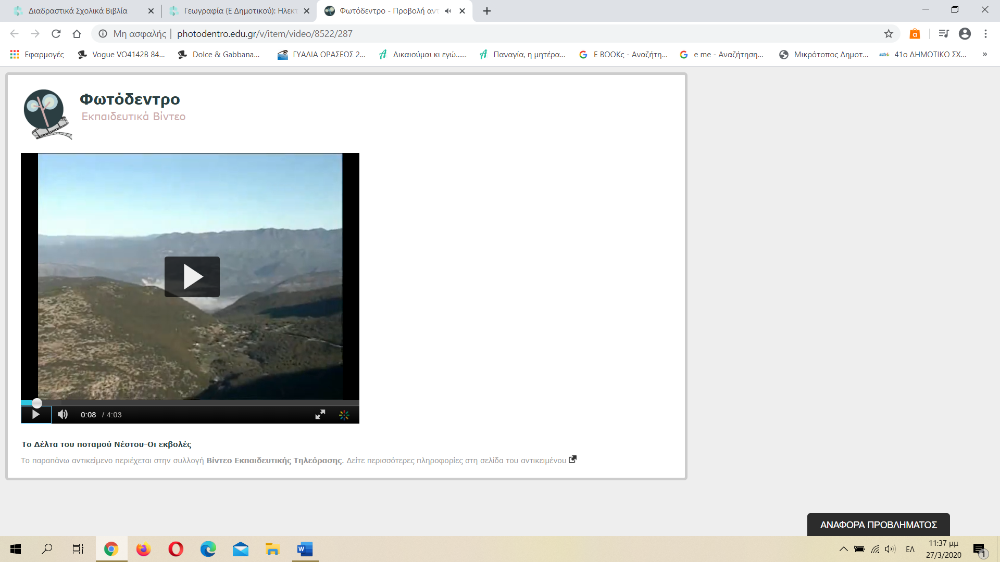 Διαδραστικά Σχολικά Βιβλία
Γεωγραφία (Ε Δημοτικού): Ηλεκτ
Φωτόδεντρο - Προβολή αντ
Μη ασφαλής
photodentro.edu.gr/v/item/video/8522/287
Εφαρμογές
Vogue VO4142B 84...
Dolce & Gabbana...
ΓΥΑΛΙΑ ΟΡΑΣΕΩΣ 2...
Δικαιούμαι κι εγώ......
Παναγία, η μητέρα...
E BOOKς - Αναζήτη...
e me - Αναζήτηση...
Μικρότοπος Δημοτ...
41ο ΔΗΜΟΤΙΚΟ ΣΧ...
»
Φωτόδεντρο
Εκπαιδευτικά Βίντεο
0:08 / 4:03
Το Δέλτα του ποταμού Νέστου-Οι εκβολές
Το παραπάνω αντικείμενο περιέχεται στην συλλογή Βίντεο Εκπαιδευτικής Τηλεόρασης. Δείτε περισσότερες πληροφορίες στη σελίδα του αντικειμένου
ΑΝΑΦΟΡΑ ΠΡΟΒΛΗΜΑΤΟΣ
ΕΛ
11:37 μμ
27/3/2020
1